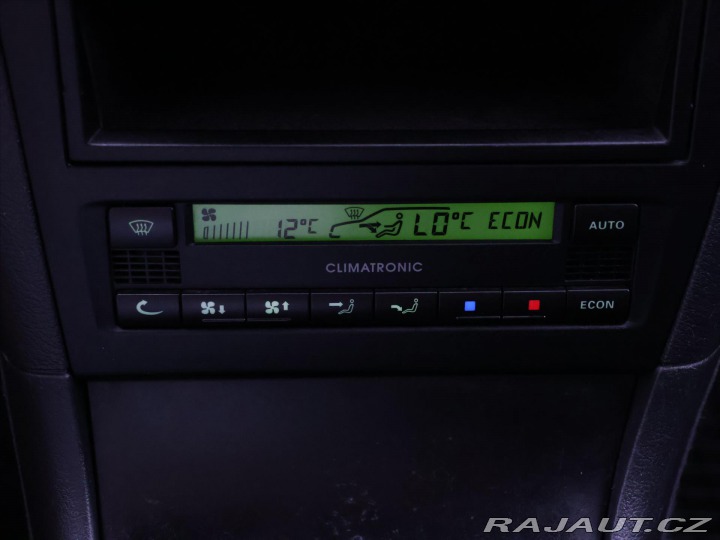 12°C LO°C ECON
AUTO
CLIMATRONIC
ECON
RAJAUT.CZ